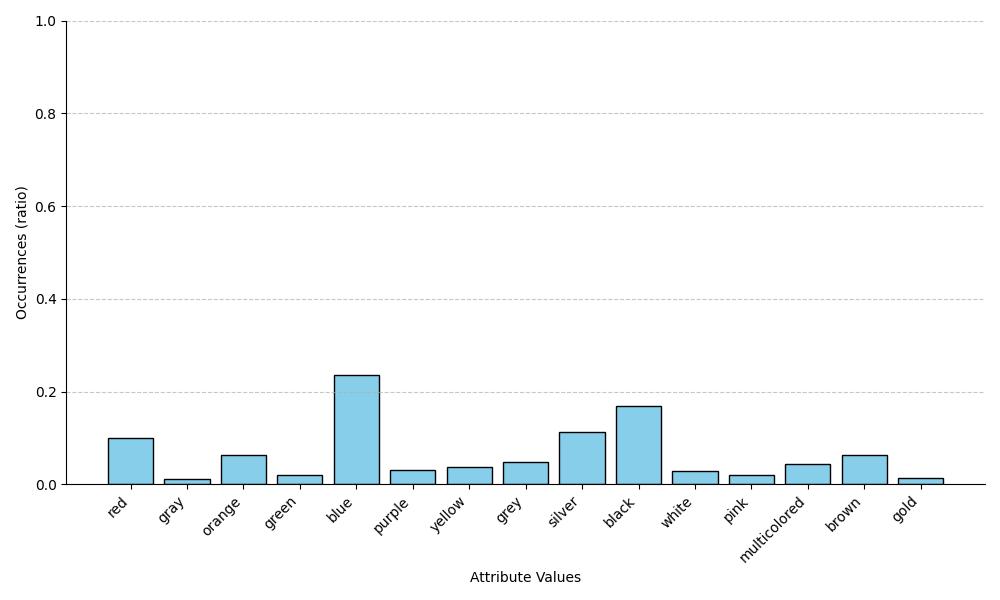 1.0
0.8
0.6
0.4
0.2
0.0
Occurrences (ratio)
red
gray
orange
green
blue
purple
yellow
grey
silver
black
white
pink
multicolored
brown
gold
Attribute Values